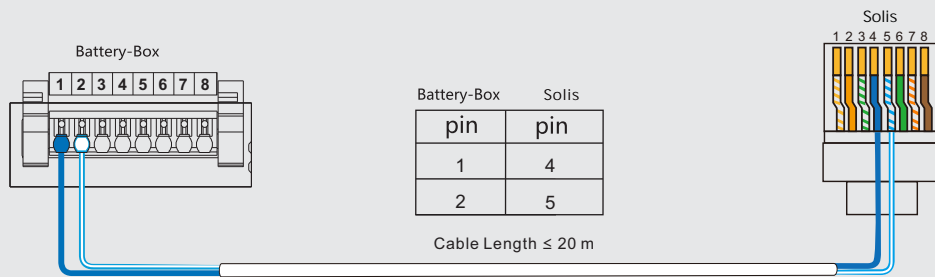 Solis
1 2 3 4 5 6 7 8
Battery-Box
1 2 3 4 5 6 7 8
Battery-Box Solis
pin pin
1 4
2 5
Cable Length ≤ 20 m